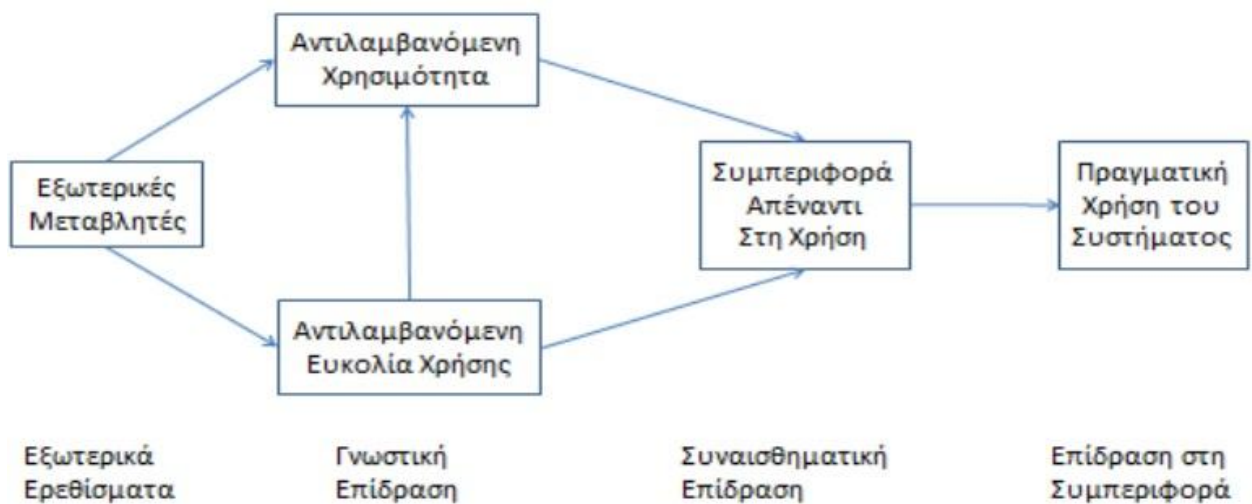 Αντιλαμβανόμενη
Χρησιμότητα
Εξωτερικές
Μεταβλητές
Συμπεριφορά
Απέναντι
Στη Χρήση
Πραγματική
Χρήση του
Συστήματος
Αντιλαμβανόμενη
Ευκολία Χρήσης
Εξωτερικά
Ερεθίσματα
Γνωστική
Επίδραση
Συναισθηματική
Επίδραση
Επίδραση στη
Συμπεριφορά